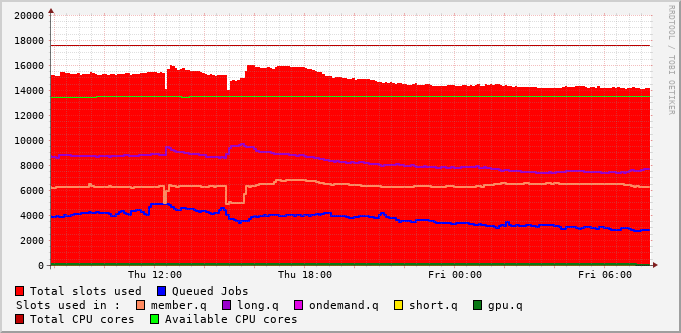 20000
18000
16000
14000
12000
10000
8000
6000
4000
2000
0
Thu 12:00 Thu 18:00 Fri 00:00 Fri 06:00
Total slots used Queued Jobs
Slots used in : member.q long.q ondemand.q short.q gpu.q
Total CPU cores Available CPU cores
RRDTOOL / TOBI OETIKER